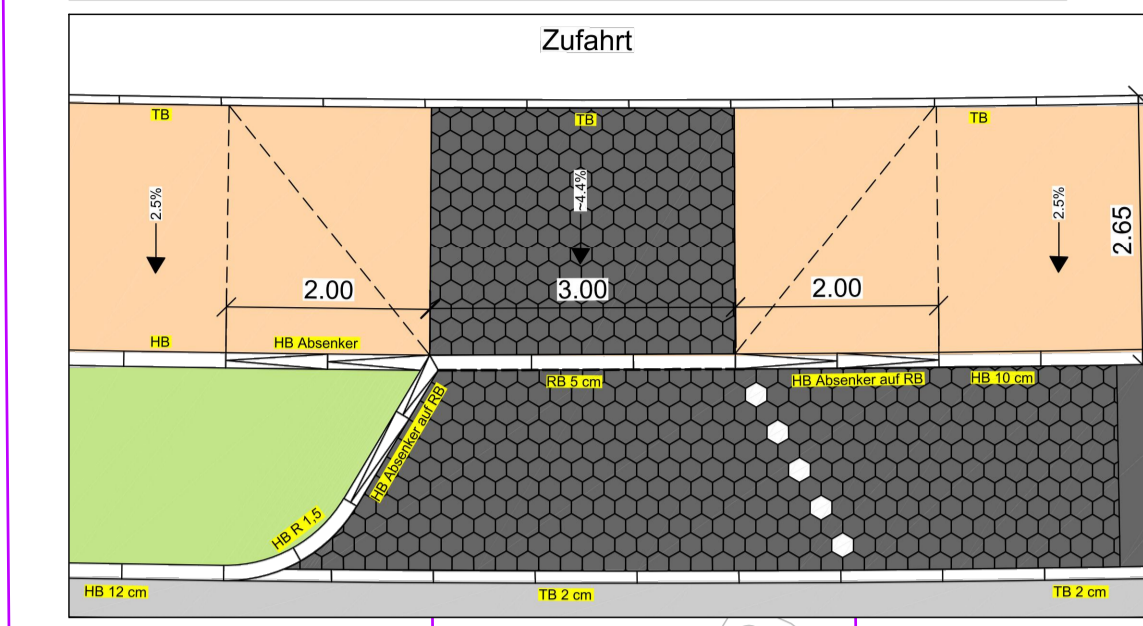 Zufahrt
TB
TB
TB
2.5%
~4.4%
2.5%
2.65
2.00
3.00
2.00
HB
HB Absenker
RB 5 cm
HB Absenker auf RB
HB 10 cm
HB Absenker auf RB
HB R 1,5
HB 12 cm
TB 2 cm
TB 2 cm